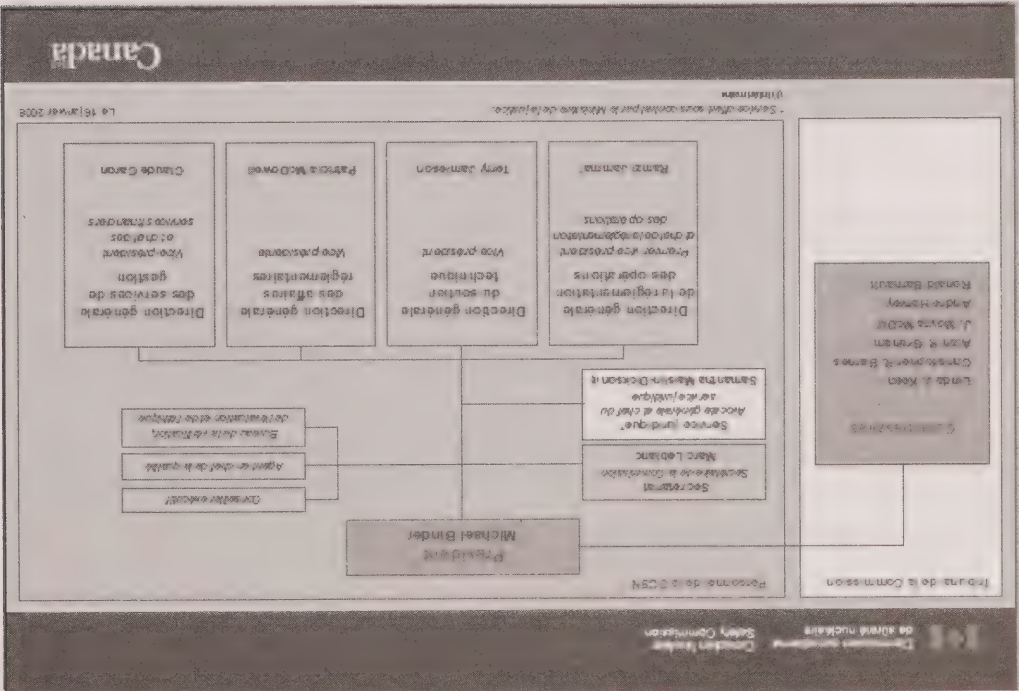 Commission canadienne
de sûreté nucléaire
Canadian Nuclear
Safety Commission
Tribunal de la Commission
Commissaires
Linda J. Keen
Christopher R. Barnes
Alan R. Graham
J. Moyra McDill
André Harvey
Ronald Barriault
Personnel de la CCSN
Président
Michael Binder
Secrétariat
Secrétaire de la Commission
Marc Leblanc
Service juridique*
Avocate générale et chef du
service juridique
Samantha Maislin Dickson
Conseiller exécutif
Agent en chef de la qualité
Bureau de la vérification,
de l'évaluation et de l'éthique
Direction générale
de la réglementation
des opérations
Premier vice-président
et chef de la réglementation
des opérations
Ramzi Jammal
Direction générale
du soutien
technique
Vice-président
Terry Jamieson
Direction générale
des affaires
réglementaires
Vice-présidente
Patricia McDowell
Direction générale
des services de
gestion
Vice-président
et chef des
services financiers
Claude Caron
* Service offert sous contrat par le Ministère de la justice.
Le 16 janvier 2008
Canada